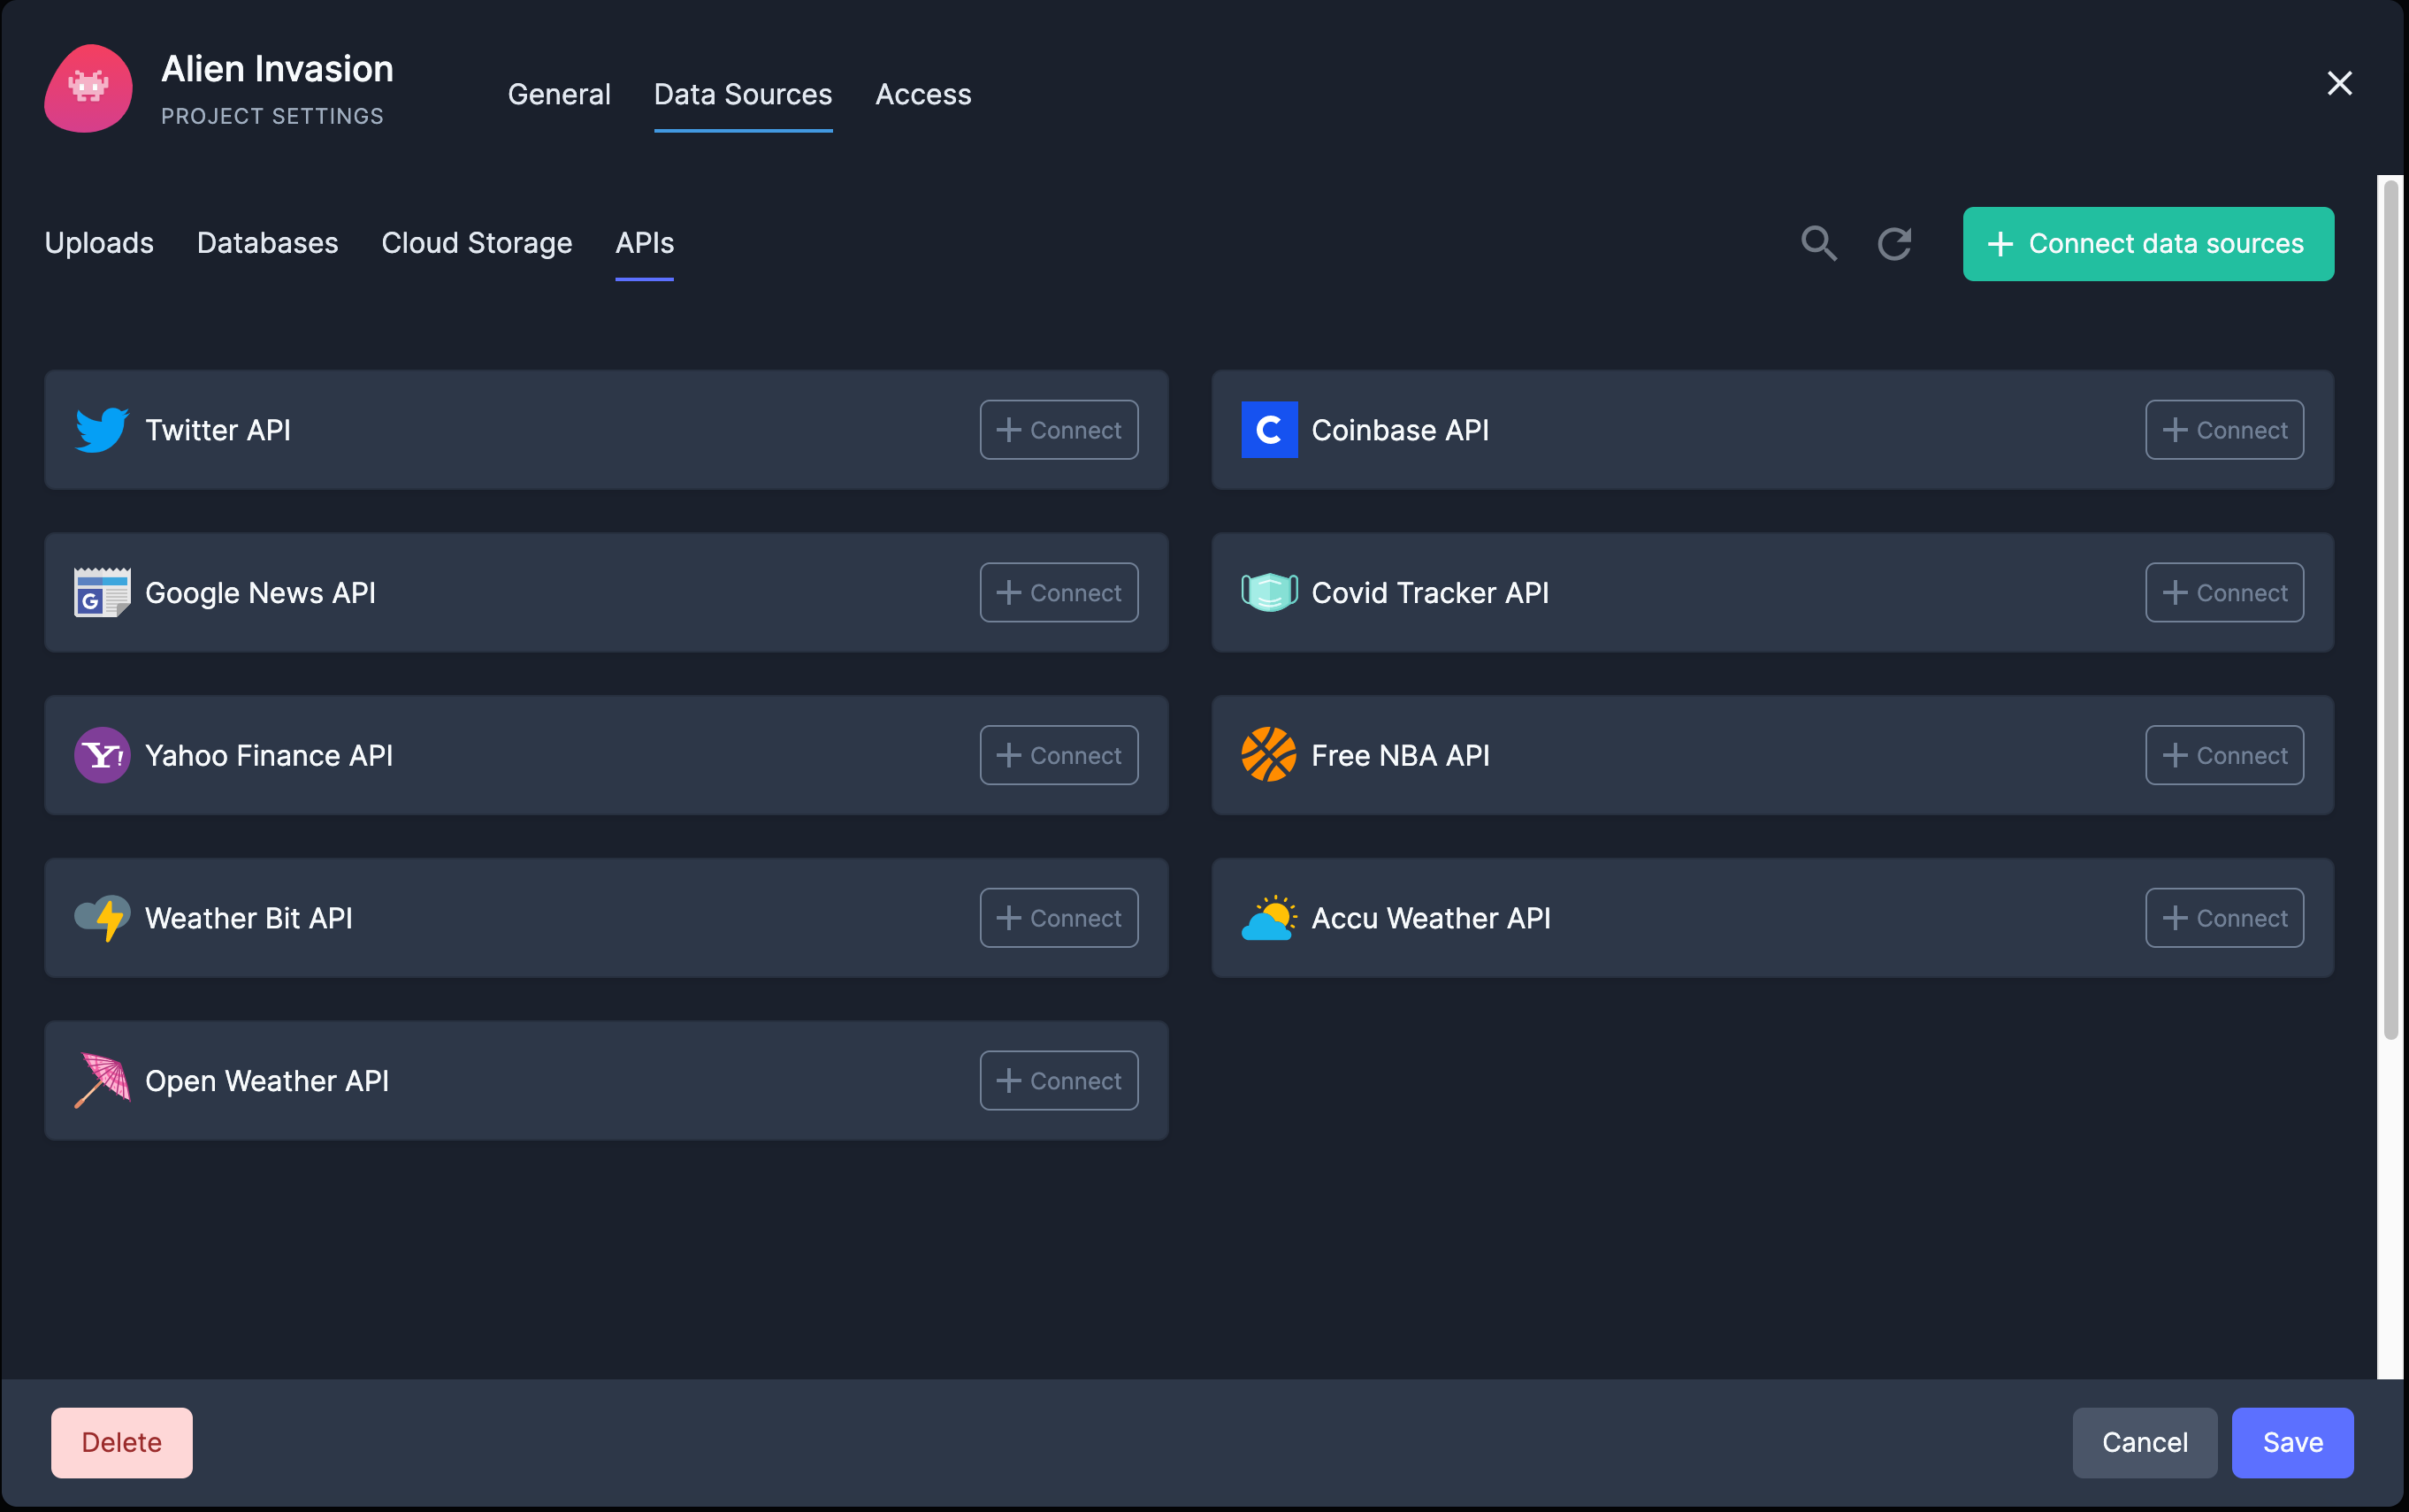 Alien Invasion
PROJECT SETTINGS
General
Data Sources
Access
Uploads
Databases
Cloud Storage
APIs
Connect data sources
Twitter API
Connect
C
Coinbase API
Connect
G
Google News API
Connect
Covid Tracker API
Connect
Y!
Yahoo Finance API
Connect
Free NBA API
Connect
Weather Bit API
Connect
Accu Weather API
Connect
Open Weather API
Connect
Delete
Cancel
Save